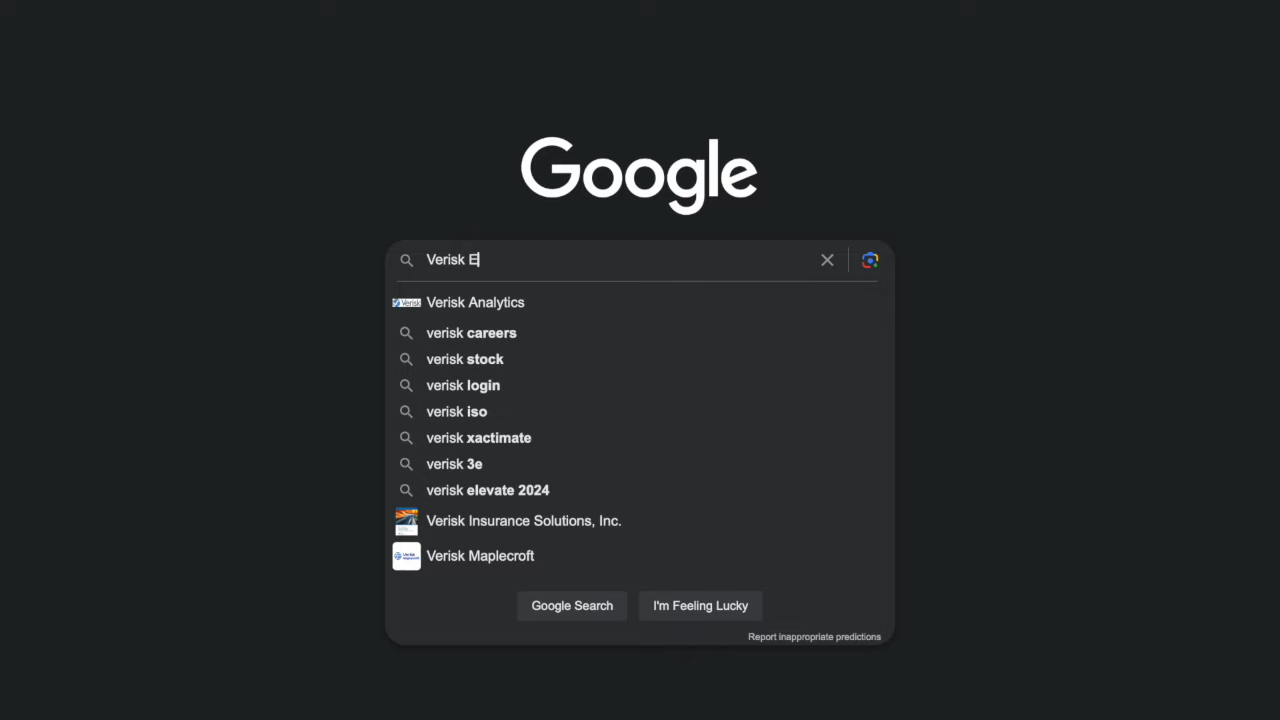 Google
Verisk E
Verisk Analytics
verisk careers
verisk stock
verisk login
verisk iso
verisk xactimate
verisk 3e
verisk elevate 2024
Verisk Insurance Solutions, Inc.
Verisk Maplecroft
Google Search
I'm Feeling Lucky
Report inappropriate predictions